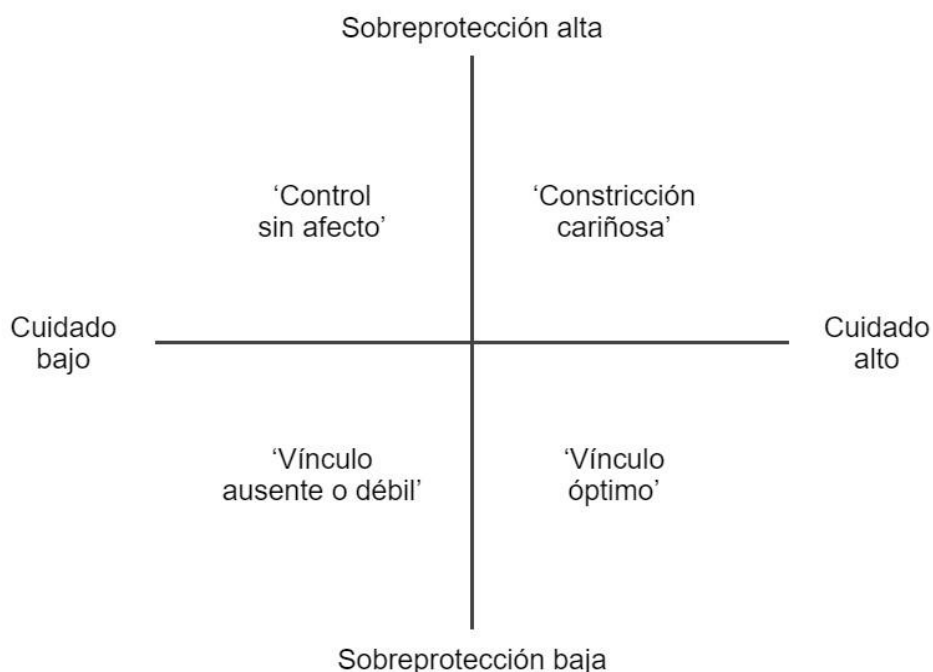 Sobreprotección alta
‘Control
sin afecto’
‘Constricción
cariñosa’
Cuidado
bajo
Cuidado
alto
‘Vínculo
ausente o débil’
‘Vínculo
óptimo’
Sobreprotección baja